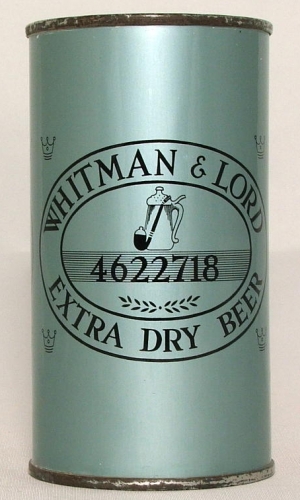 WHITMAN & LORD
4622718
EXTRA DRY BEER